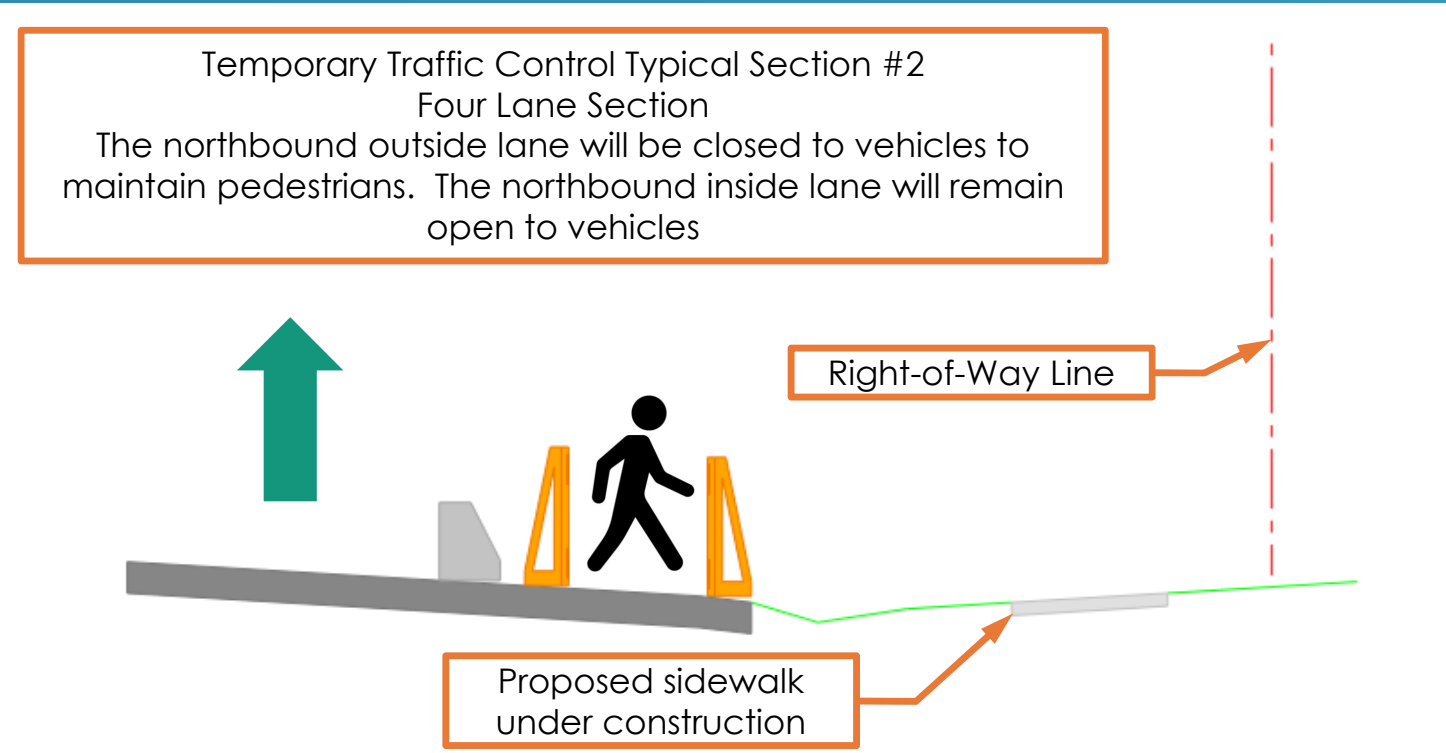 Temporary Traffic Control Typical Section #2
Four Lane Section
The northbound outside lane will be closed to vehicles to
maintain pedestrians.  The northbound inside lane will remain
open to vehicles
Right-of-Way Line
Proposed sidewalk
under construction